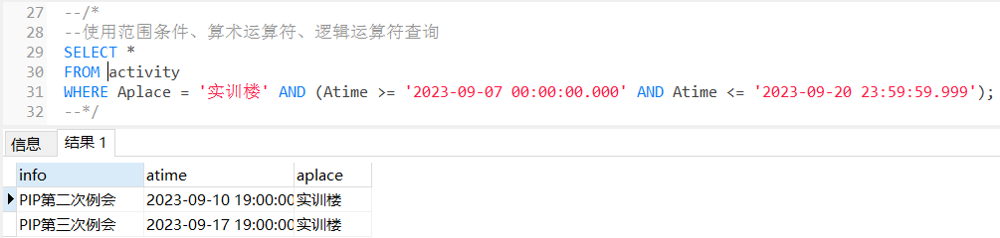 27 --/*
28 --使用范围条件、算术运算符、逻辑运算符查询
29 SELECT *
30 FROM activity
31 WHERE Aplace = '实训楼' AND (Atime >= '2023-09-07 00:00:00.000' AND Atime <= '2023-09-20 23:59:59.999');
32 --*/
信息 结果 1
info atime aplace
PIP第二次例会 2023-09-10 19:00:00 实训楼
PIP第三次例会 2023-09-17 19:00:00 实训楼